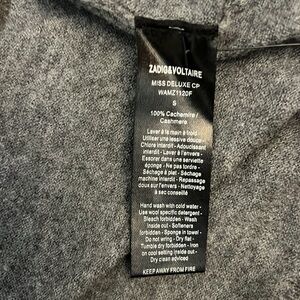 ZADIG&VOLTAIRE
MISS DELUXE CP
WAMZ1120F
S
100% Cachemire /
Cashmere
Laver à la main à froid
Utiliser une lessive douce -
Chlore interdit - Adoucissant
interdit - Laver à l'envers -
Essorer dans une serviette
éponge - Ne pas tordre -
Séchage à plat - Séchage
machine interdit - Repassage
doux sur l'envers - Nettoyage
à sec conseillé
Hand wash with cold water -
Use wool specific detergent -
Bleach forbidden - Wash
inside out - Softeners
forbidden - Sponge in towel -
Do not wring - Dry flat -
Tumble dry forbidden - Iron
on cool setting inside out -
Dry clean adviced
KEEP AWAY FROM FIRE